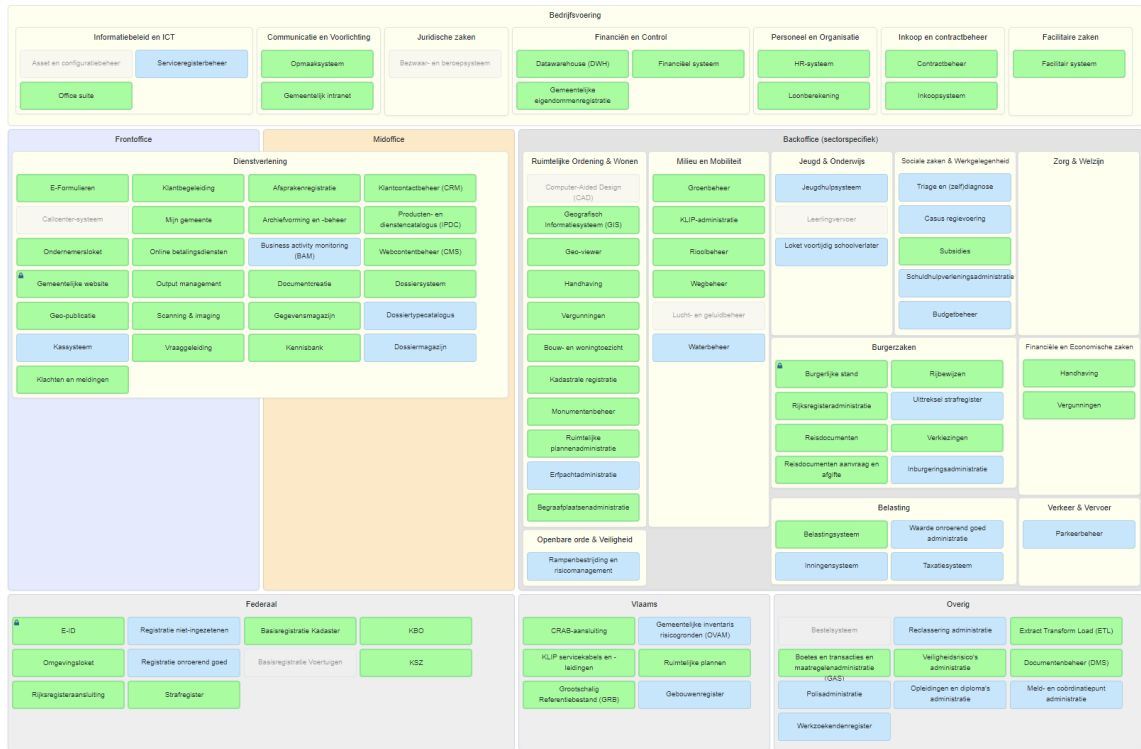 Bedrijfsvoering
Informatiebeleid en ICT
Asset en configuratiebeheer
Serviceregisterbeheer
Office suite
Communicatie en Voorlichting
Opmaaksysteem
Gemeentelijk intranet
Juridische zaken
Bezwaar- en beroepsysteem
Financiën en Control
Datawarehouse (DWH)
Financiëel systeem
Gemeentelijke
eigendommenregistratie
Personeel en Organisatie
HR-systeem
Loonberekening
Inkoop en contractbeheer
Contractbeheer
Inkoopsysteem
Facilitaire zaken
Facilitair systeem
Frontoffice
Midoffice
Dienstverlening
E-Formulieren
Klantbegeleiding
Afsprakenregistratie
Klantcontactbeheer (CRM)
Callcenter-systeem
Mijn gemeente
Archiefvorming en -beheer
Producten- en
dienstencatalogus (IPDC)
Ondernemersloket
Online betalingsdiensten
Business activity monitoring
(BAM)
Webcontentbeheer (CMS)
Gemeentelijke website
Output management
Documentcreatie
Dossiersysteem
Geo-publicatie
Scanning & imaging
Gegevensmagazijn
Dossiertypecatalogus
Kassysteem
Vraaggeleiding
Kennisbank
Dossiermagazijn
Klachten en meldingen
Backoffice (sectorspecifiek)
Ruimtelijke Ordening & Wonen
Computer-Aided Design
(CAD)
Geografisch
Informatiesysteem (GIS)
Geo-viewer
Handhaving
Vergunningen
Bouw- en woningtoezicht
Kadastrale registratie
Monumentenbeheer
Ruimtelijke
plannenadministratie
Erfpachtadministratie
Begraafplaatsenadministratie
Openbare orde & Veiligheid
Rampenbestrijding en
risicomanagement
Milieu en Mobiliteit
Groenbeheer
KLIP-administratie
Rioolbeheer
Wegbeheer
Lucht- en geluidbeheer
Waterbeheer
Jeugd & Onderwijs
Jeugdhulpsysteem
Leerlingvervoer
Loket voortijdig schoolverlater
Sociale zaken & Werkgelegenheid
Triage en (zelf)diagnose
Casus regievoering
Subsidies
Schuldhulpverleningsadministratie
Budgetbeheer
Zorg & Welzijn
Burgerzaken
Burgerlijke stand
Rijbewijzen
Rijksregisteradministratie
Uittreksel strafregister
Reisdocumenten
Verkiezingen
Reisdocumenten aanvraag en
afgifte
Inburgeringsadministratie
Financiële en Economische zaken
Handhaving
Vergunningen
Belasting
Belastingsysteem
Waarde onroerend goed
administratie
Inningensysteem
Taxatiesysteem
Verkeer & Vervoer
Parkeerbeheer
Federaal
E-ID
Registratie niet-ingezetenen
Basisregistratie Kadaster
KBO
Omgevingsloket
Registratie onroerend goed
Basisregistratie Voertuigen
KSZ
Rijksregisteraansluiting
Strafregister
Vlaams
CRAB-aansluiting
Gemeentelijke inventaris
risicogronden (OVAM)
KLIP servicekabels en -
leidingen
Ruimtelijke plannen
Grootschalig
Referentiebestand (GRB)
Gebouwenregister
Overig
Bestelsysteem
Reclassering administratie
Extract Transform Load (ETL)
Boetes en transacties en
maatregelenadministratie
(GAS)
Veiligheidsrisico's
administratie
Documentenbeheer (DMS)
Polisadministratie
Opleidingen en diploma's
administratie
Meld- en coördinatiepunt
administratie
Werkzoekendenregister